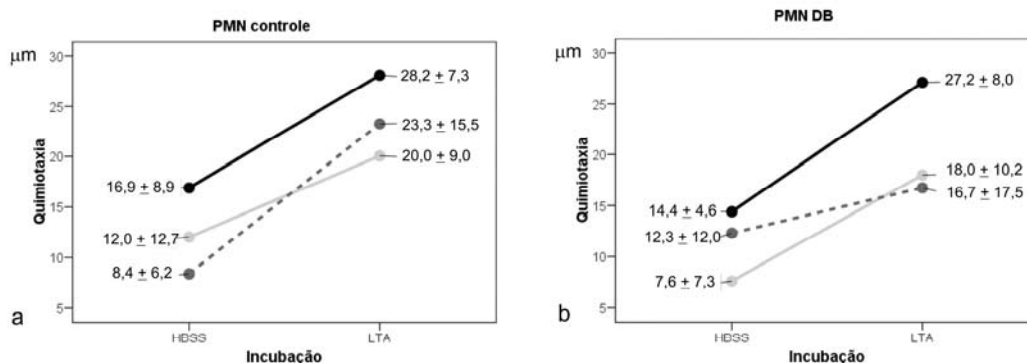 PMN controle
μm
30
25
20
15
10
5
Quimiotaxia
28,2 ± 7,3
23,3 ± 15,5
20,0 ± 9,0
16,9 ± 8,9
12,0 ± 12,7
8,4 ± 6,2
HBSS
LTA
Incubação
a
PMN DB
μm
30
25
20
15
10
5
Quimiotaxia
27,2 ± 8,0
18,0 ± 10,2
16,7 ± 17,5
14,4 ± 4,6
12,3 ± 12,0
7,6 ± 7,3
HBSS
LTA
Incubação
b